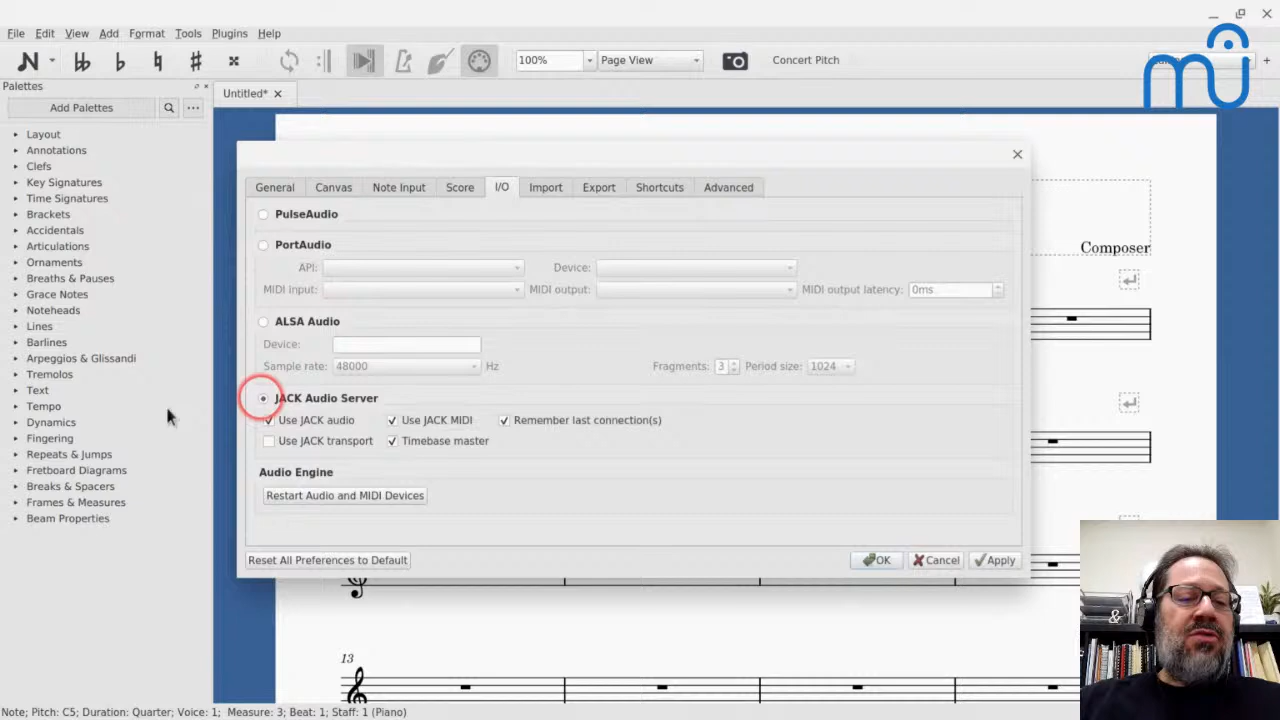 File Edit View Add Format Tools Plugins Help
100% Page View Concert Pitch
mu
Palettes
Untitled*
Add Palettes
Layout
Annotations
Clefs
Key Signatures
Time Signatures
Brackets
Accidentals
Articulations
Ornaments
Breaths & Pauses
Grace Notes
Noteheads
Lines
Barlines
Arpeggios & Glissandi
Tremolos
Text
Tempo
Dynamics
Fingering
Repeats & Jumps
Fretboard Diagrams
Breaks & Spacers
Frames & Measures
Beam Properties
General Canvas Note Input Score I/O Import Export Shortcuts Advanced
PulseAudio
PortAudio
API: Device:
MIDI input: MIDI output: MIDI output latency: 0ms
ALSA Audio
Device:
Sample rate: 48000 Hz Fragments: 3 Period size: 1024
JACK Audio Server
Use JACK audio Use JACK MIDI Remember last connection(s)
Use JACK transport Timebase master
Audio Engine
Restart Audio and MIDI Devices
Reset All Preferences to Default OK Cancel Apply
Composer
13
&
Note; Pitch: C5; Duration: Quarter; Voice: 1; Measure: 3; Beat: 1; Staff: 1 (Piano)